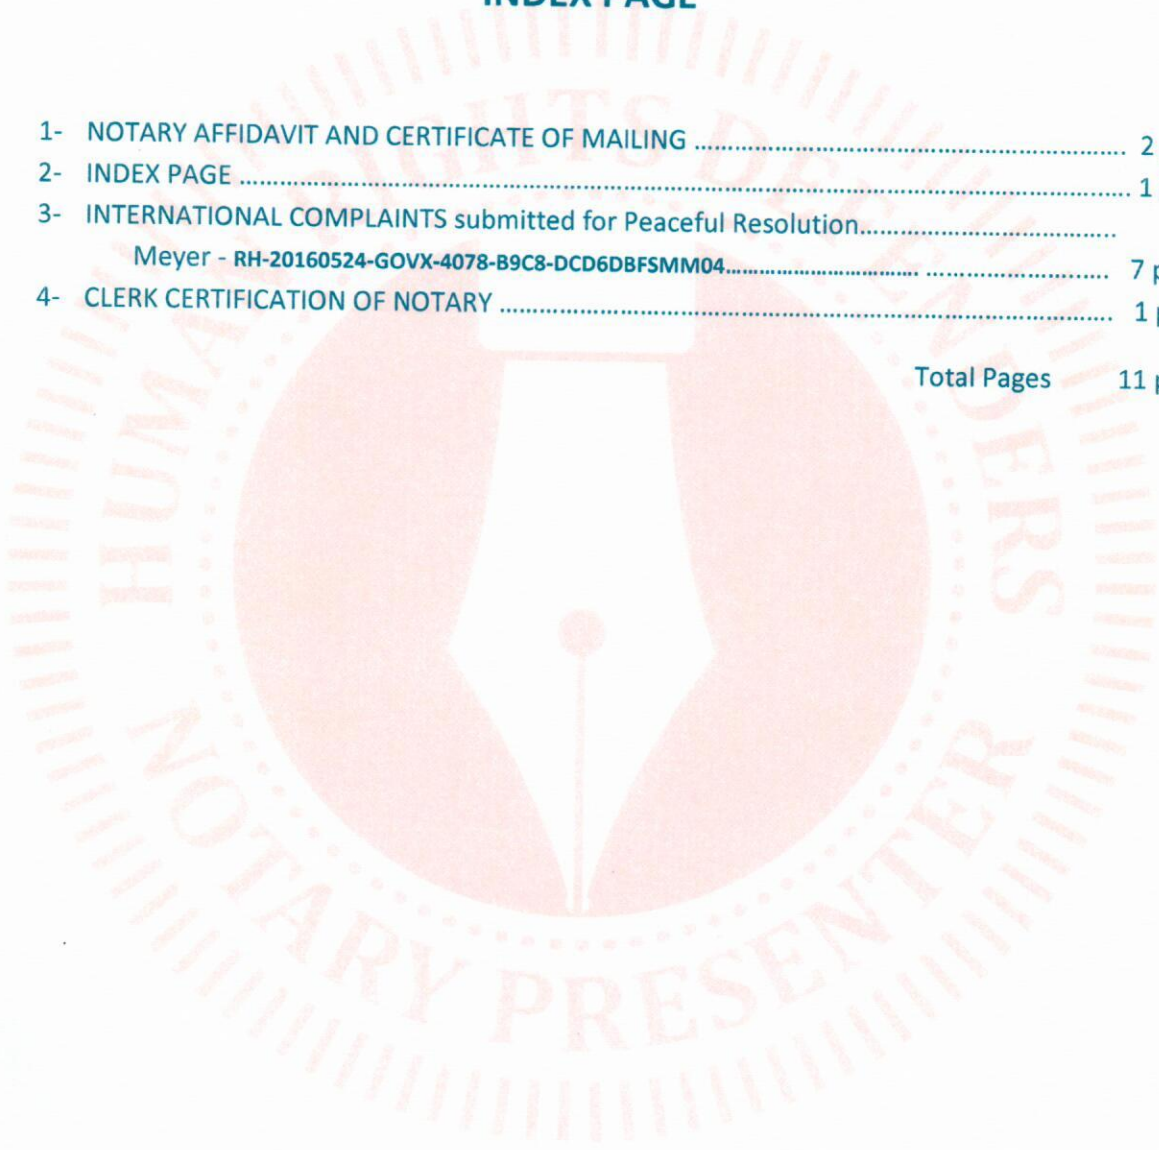 INDEX PAGE
1- NOTARY AFFIDAVIT AND CERTIFICATE OF MAILING ................................................................ 2
2- INDEX PAGE ........................................................................................................................ 1
3- INTERNATIONAL COMPLAINTS submitted for Peaceful Resolution......................................
Meyer - RH-20160524-GOVX-4078-B9C8-DCD6DBFSMM04................................ ........................... 7 p
4- CLERK CERTIFICATION OF NOTARY ........................................................................................ 1 p
Total Pages 11 p
HUMAN RIGHTS DEFENDERS
NOTARY PRESENTER